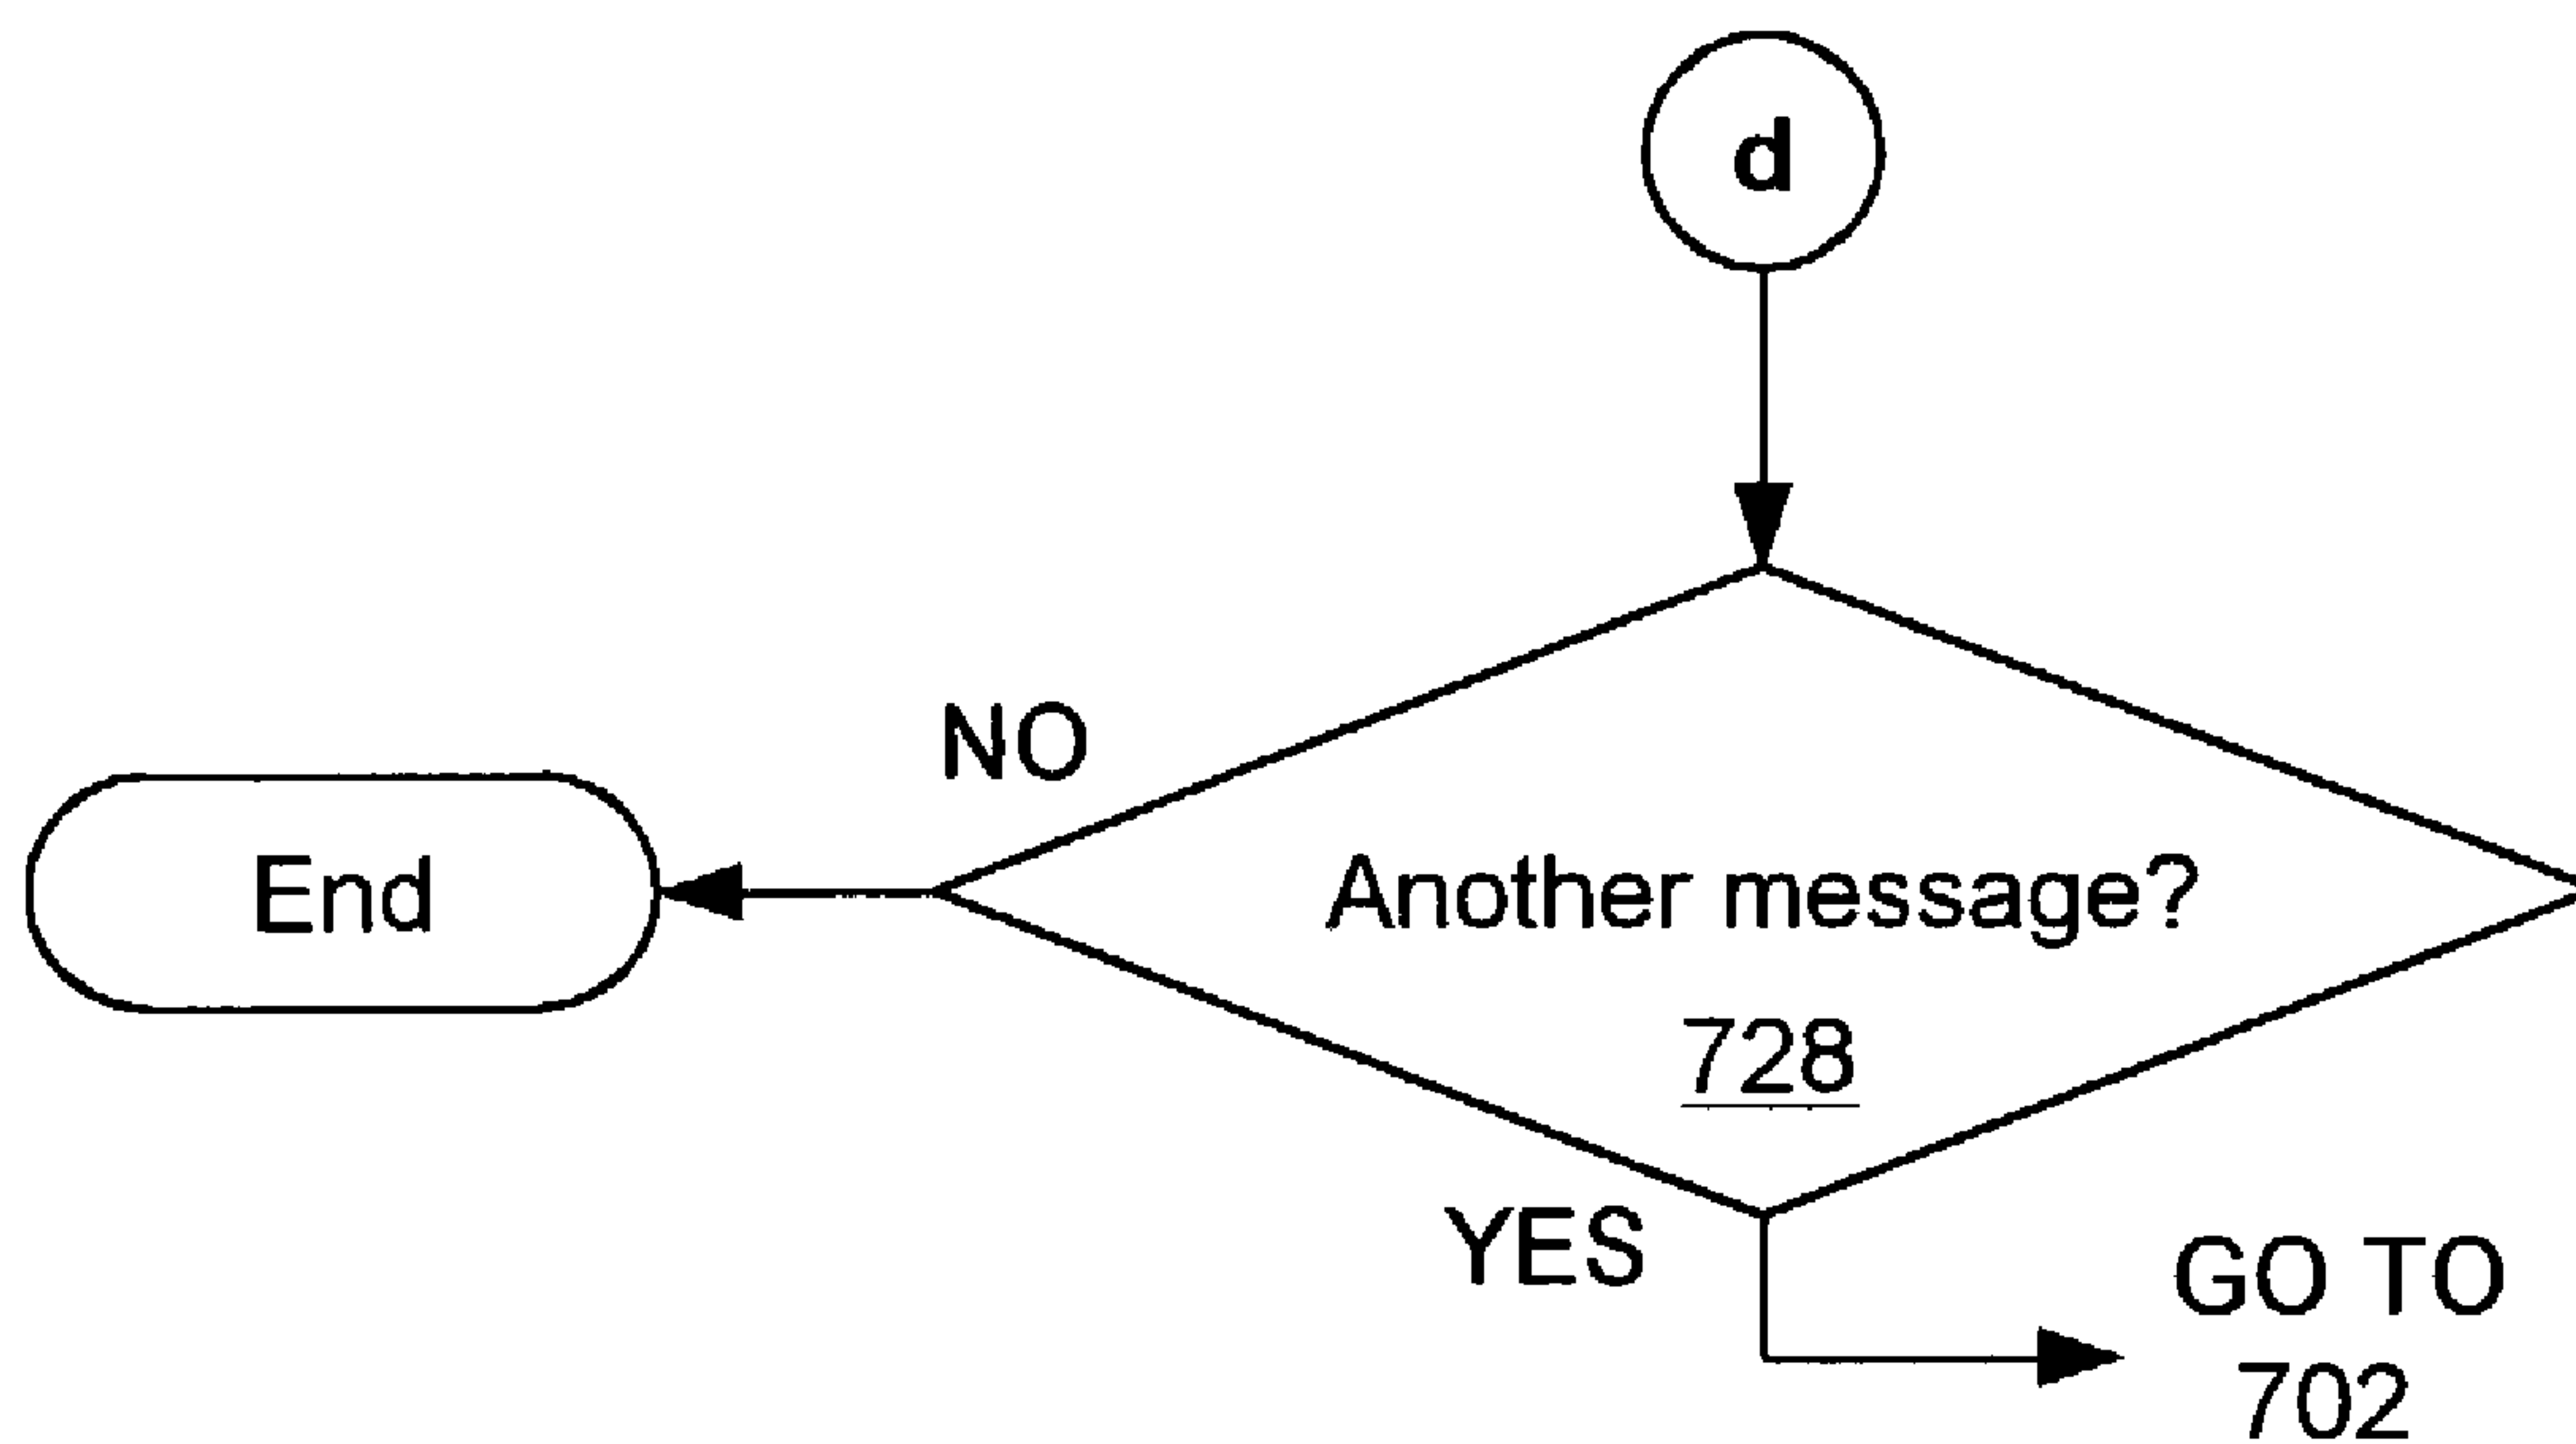 d
NO
End
Another message?
728
YES
GO TO
702